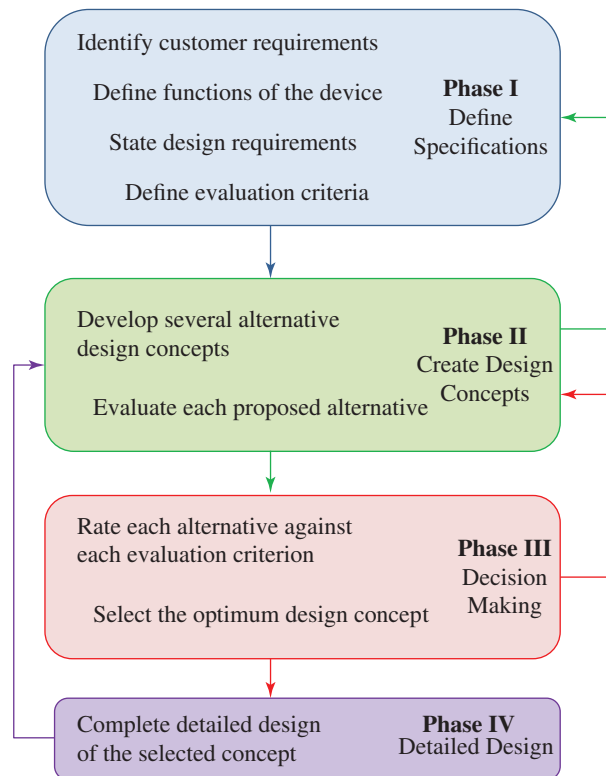 Identify customer requirements
Define functions of the device
State design requirements
Define evaluation criteria
Phase I
Define
Specifications
Develop several alternative
design concepts
Evaluate each proposed alternative
Phase II
Create Design
Concepts
Rate each alternative against
each evaluation criterion
Select the optimum design concept
Phase III
Decision
Making
Complete detailed design
of the selected concept
Phase IV
Detailed Design